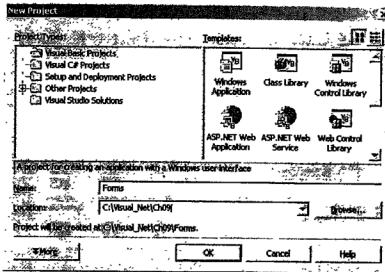 New Project
Project Types:
Templates:
Visual Basic Projects
Visual C# Projects
Setup and Deployment Projects
Other Projects
Visual Studio Solutions
Windows Application
Class Library
Windows Control Library
ASP.NET Web Application
ASP.NET Web Service
Web Control Library
A project for creating an application with a Windows user interface
Name:
Forms
Location:
C:\Visual_Net\Ch09\
Browse...
Project will be created at C:\Visual_Net\Ch09\Forms.
More
OK
Cancel
Help